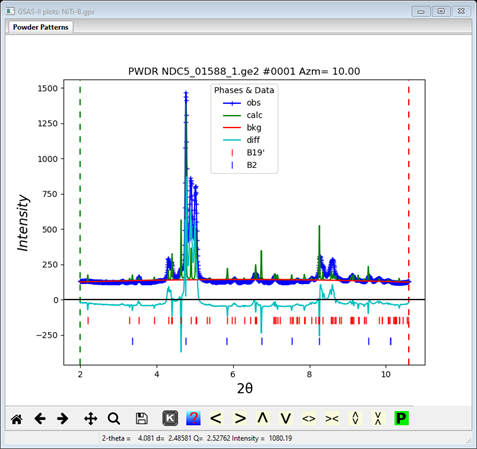 GSAS-II plots: NiTi-B.gpx
Powder Patterns
PWDR NDC5_01588_1.ge2 #0001 Azm= 10.00
Phases & Data
obs
calc
bkg
diff
B19'
B2
Intensity
1500
1250
1000
750
500
250
0
−250
2 4 6 8 10
2θ
K ? < > Λ V <> >< P
2-theta = 4.081 d= 2.48581 Q= 2.52762 Intensity = 1080.19